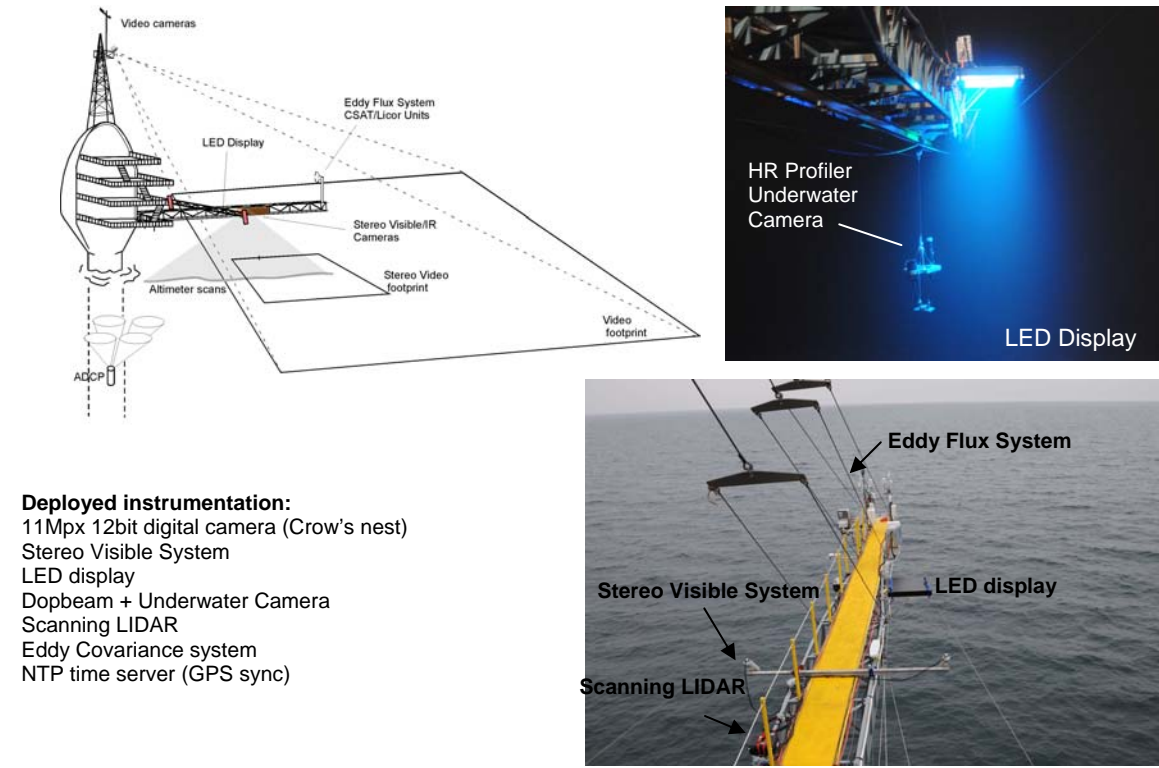 Video cameras
Eddy Flux System
CSAT/Licor Units
LED Display
Stereo Visible/IR
Cameras
Stereo Video
footprint
Altimeter scans
Video
footprint
ADCP
HR Profiler
Underwater
Camera
LED Display
Eddy Flux System
Stereo Visible System
LED display
Scanning LIDAR
Deployed instrumentation:
11Mpx 12bit digital camera (Crow's nest)
Stereo Visible System
LED display
Dopbeam + Underwater Camera
Scanning LIDAR
Eddy Covariance system
NTP time server (GPS sync)